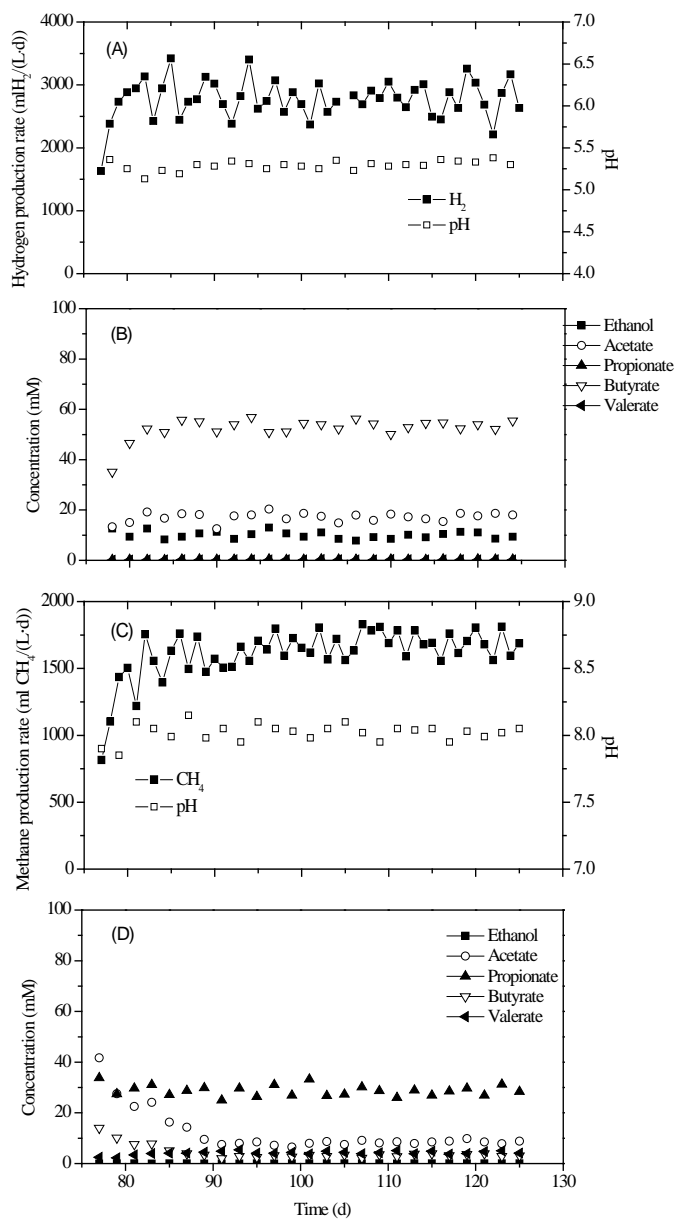 (A)
Hydrogen production rate (mlH₂/(L·d))
4000
3000
2000
1000
0
7.0
6.5
6.0
5.5
5.0
4.5
4.0
pH
H₂
pH
(B)
Concentration (mM)
100
80
60
40
20
0
Ethanol
Acetate
Propionate
Butyrate
Valerate
(C)
Methane production rate (ml CH₄/(L·d))
2000
1500
1000
500
0
9.0
8.5
8.0
7.5
7.0
pH
CH₄
pH
(D)
Concentration (mM)
100
80
60
40
20
0
Ethanol
Acetate
Propionate
Butyrate
Valerate
80 90 100 110 120 130
Time (d)